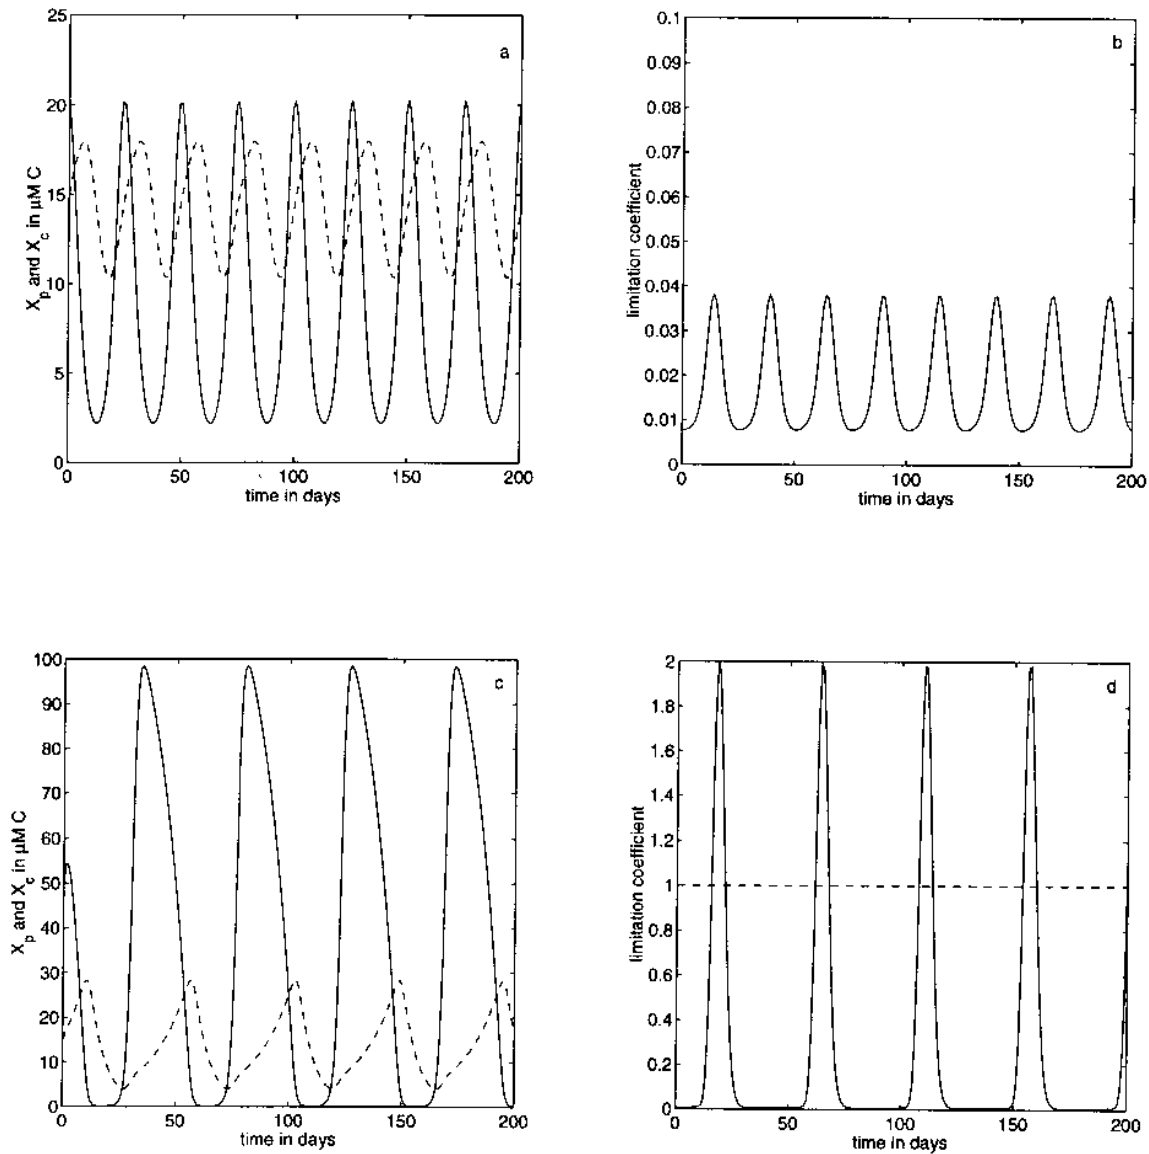 a
25
20
15
10
5
0
X_p and X_c in μM C
0 50 100 150 200
time in days
b
0.1
0.09
0.08
0.07
0.06
0.05
0.04
0.03
0.02
0.01
0
limitation coefficient
0 50 100 150 200
time in days
c
100
90
80
70
60
50
40
30
20
10
0
X_p and X_c in μM C
0 50 100 150 200
time in days
d
2
1.8
1.6
1.4
1.2
1
0.8
0.6
0.4
0.2
0
limitation coefficient
0 50 100 150 200
time in days